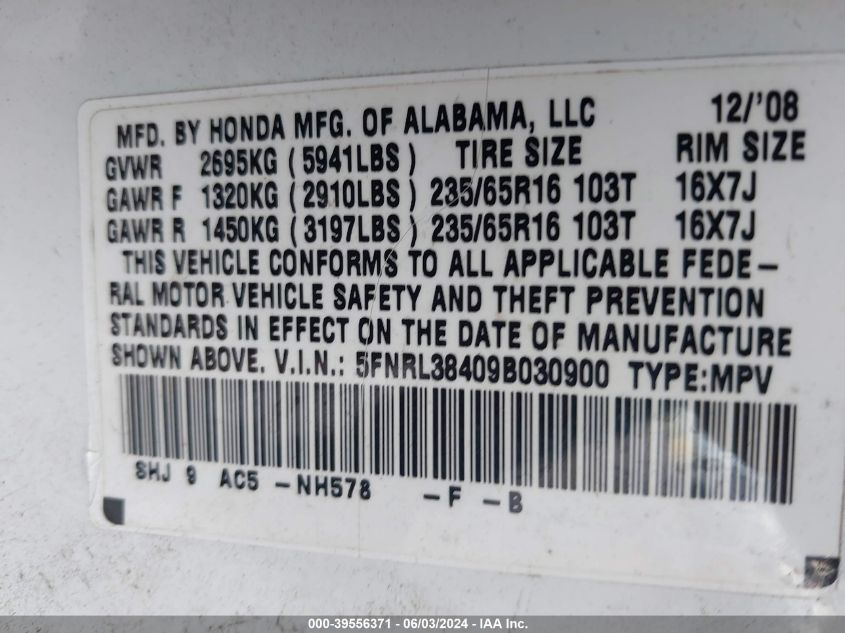 MFD. BY HONDA MFG. OF ALABAMA, LLC 12/'08
GVWR 2695KG (5941LBS) TIRE SIZE RIM SIZE
GAWR F 1320KG (2910LBS) 235/65R16 103T 16X7J
GAWR R 1450KG (3197LBS) 235/65R16 103T 16X7J
THIS VEHICLE CONFORMS TO ALL APPLICABLE FEDE-
RAL MOTOR VEHICLE SAFETY AND THEFT PREVENTION
STANDARDS IN EFFECT ON THE DATE OF MANUFACTURE
SHOWN ABOVE. V.I.N.: 5FNRL38409B030900 TYPE:MPV
SHJ 9 AC5 -NH578 -F -B
000-39556371 - 06/03/2024 - IAA Inc.